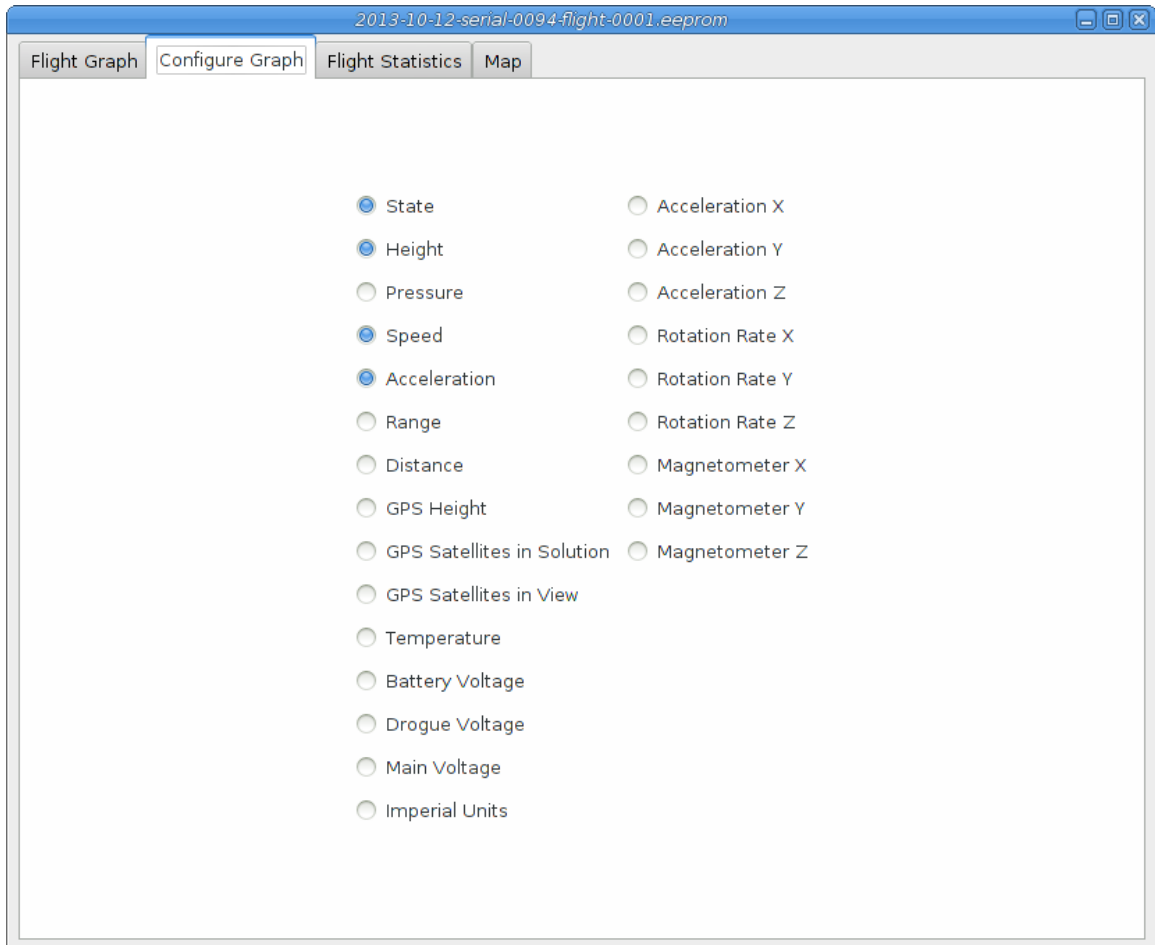 2013-10-12-serial-0094-flight-0001.eeprom
Flight Graph Configure Graph Flight Statistics Map
State Acceleration X
Height Acceleration Y
Pressure Acceleration Z
Speed Rotation Rate X
Acceleration Rotation Rate Y
Range Rotation Rate Z
Distance Magnetometer X
GPS Height Magnetometer Y
GPS Satellites in Solution Magnetometer Z
GPS Satellites in View
Temperature
Battery Voltage
Drogue Voltage
Main Voltage
Imperial Units